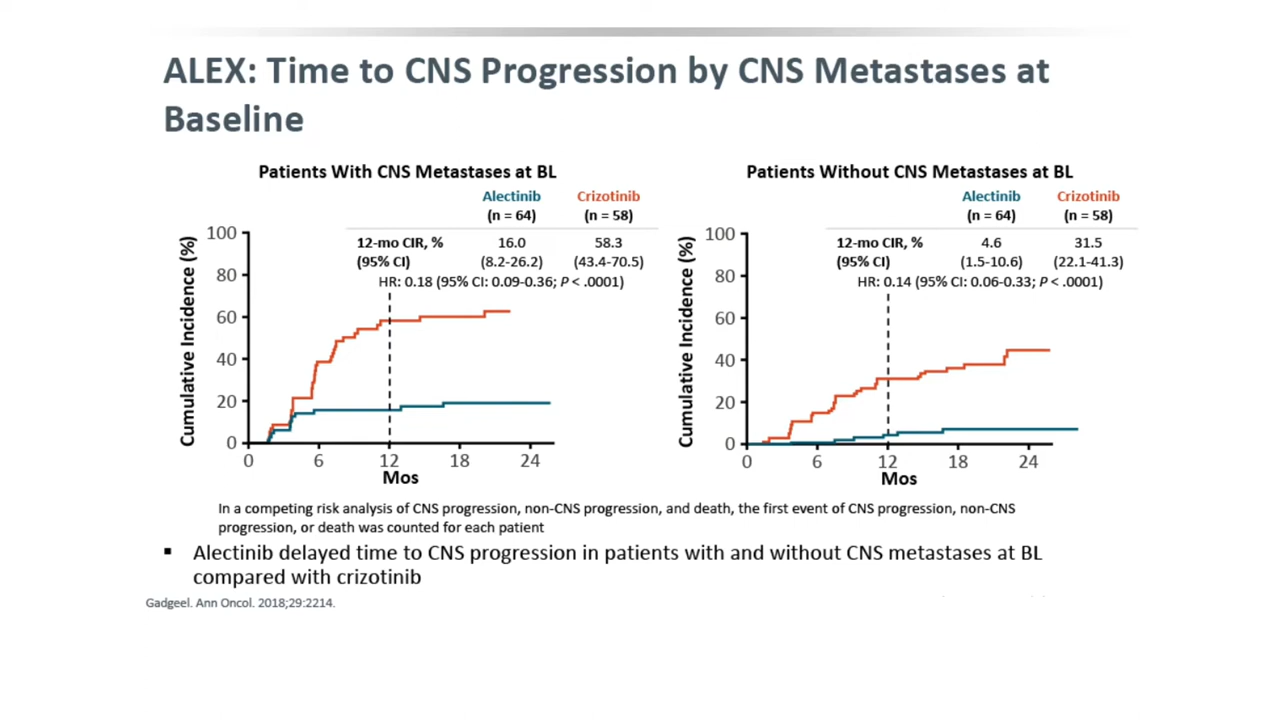 ALEX: Time to CNS Progression by CNS Metastases at
Baseline
Patients With CNS Metastases at BL
Alectinib Crizotinib
(n = 64) (n = 58)
12-mo CIR, % 16.0 58.3
(95% CI) (8.2-26.2) (43.4-70.5)
HR: 0.18 (95% CI: 0.09-0.36; P < .0001)
Cumulative Incidence (%)
100
80
60
40
20
0
0 6 12 18 24
Mos
Patients Without CNS Metastases at BL
Alectinib Crizotinib
(n = 64) (n = 58)
12-mo CIR, % 4.6 31.5
(95% CI) (1.5-10.6) (22.1-41.3)
HR: 0.14 (95% CI: 0.06-0.33; P < .0001)
Cumulative Incidence (%)
100
80
60
40
20
0
0 6 12 18 24
Mos
In a competing risk analysis of CNS progression, non-CNS progression, and death, the first event of CNS progression, non-CNS
progression, or death was counted for each patient
▪ Alectinib delayed time to CNS progression in patients with and without CNS metastases at BL
compared with crizotinib
Gadgeel. Ann Oncol. 2018;29:2214.